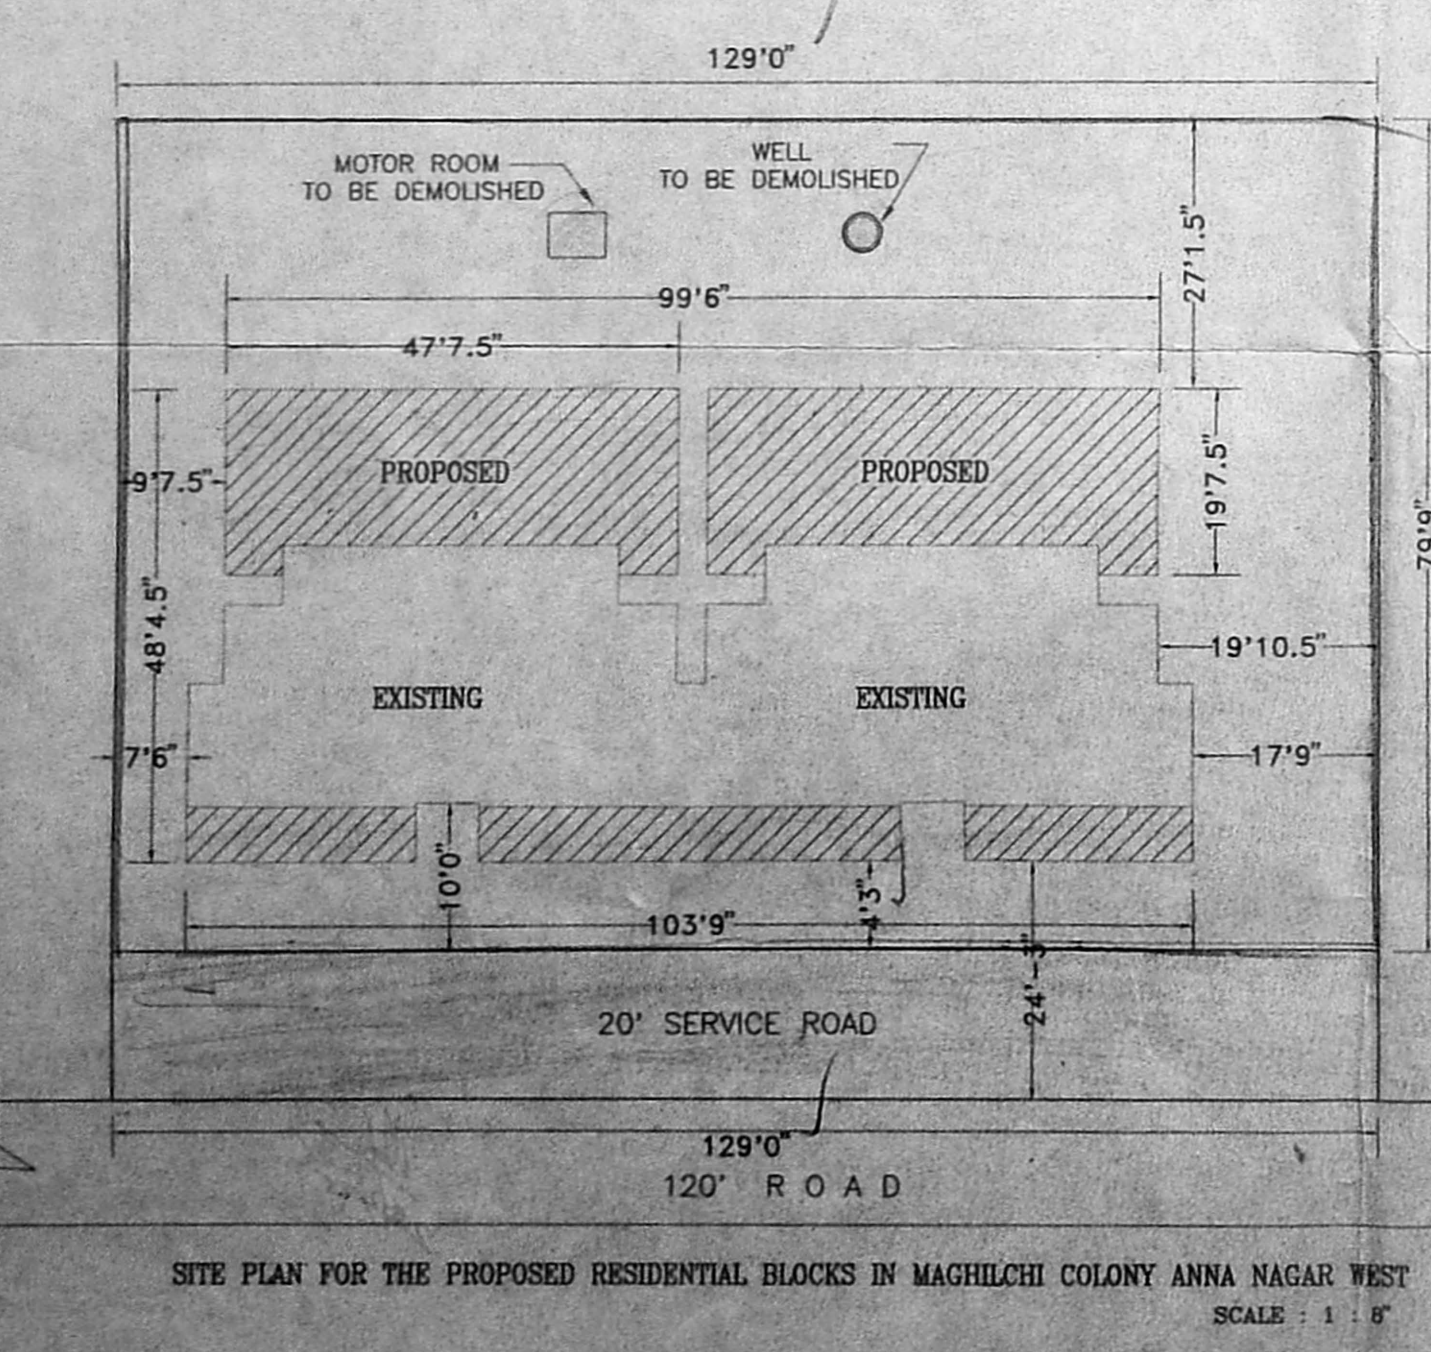 129'0"
MOTOR ROOM
TO BE DEMOLISHED
WELL
TO BE DEMOLISHED
27'1.5"
99'6"
47'7.5"
PROPOSED
PROPOSED
9'7.5"
19'7.5"
79'9"
48'4.5"
19'10.5"
EXISTING
EXISTING
7'6"
17'9"
10'0"
4'3"
103'9"
24'-3"
20' SERVICE ROAD
129'0"
120' ROAD
SITE PLAN FOR THE PROPOSED RESIDENTIAL BLOCKS IN MAGHILCHI COLONY ANNA NAGAR WEST
SCALE : 1 : 8"